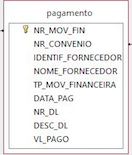 pagamento
NR_MOV_FIN
NR_CONVENIO
IDENTIF_FORNECEDOR
NOME_FORNECEDOR
TP_MOV_FINANCEIRA
DATA_PAG
NR_DL
DESC_DL
VL_PAGO